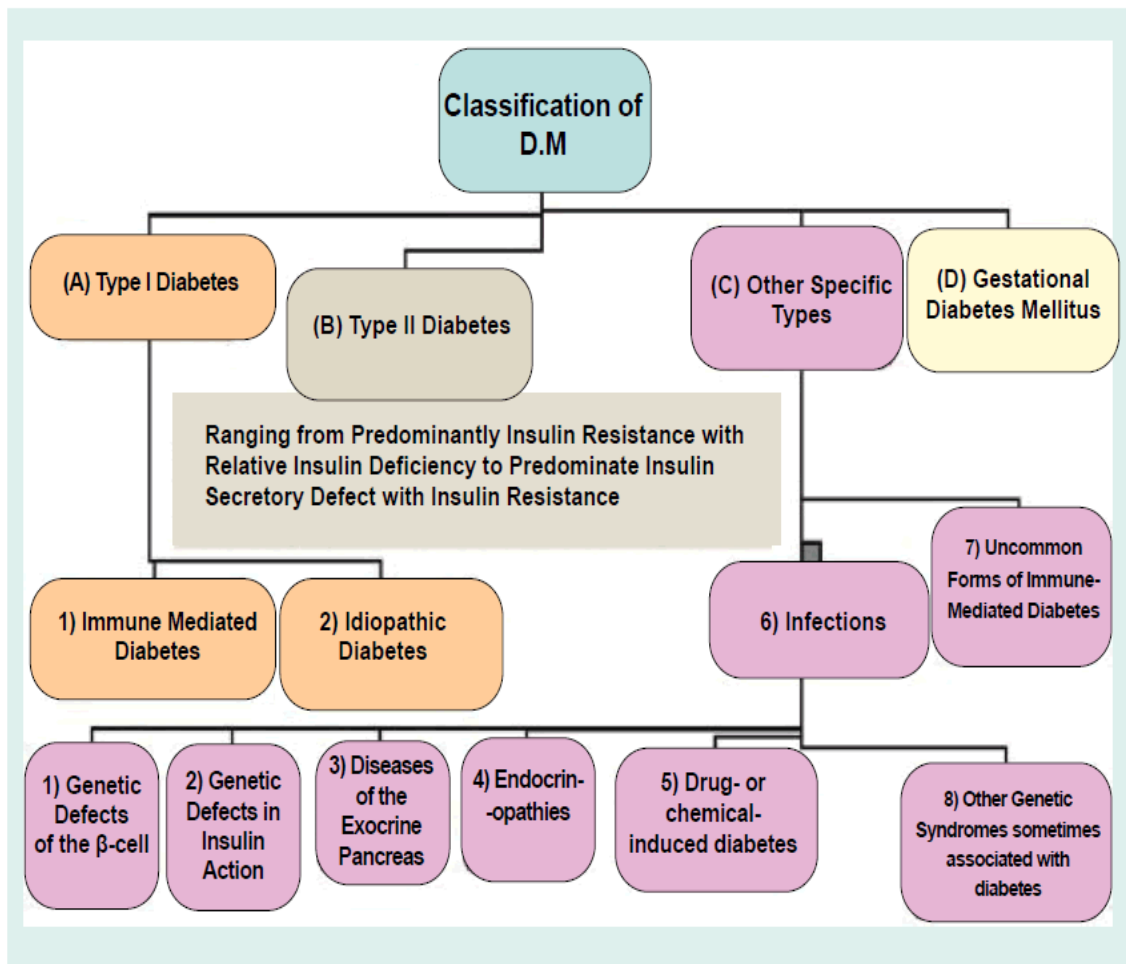 Classification of
D.M
(A) Type I Diabetes
(B) Type II Diabetes
(C) Other Specific
Types
(D) Gestational
Diabetes Mellitus
Ranging from Predominantly Insulin Resistance with
Relative Insulin Deficiency to Predominate Insulin
Secretory Defect with Insulin Resistance
1) Immune Mediated
Diabetes
2) Idiopathic
Diabetes
6) Infections
7) Uncommon
Forms of Immune-
Mediated Diabetes
1) Genetic
Defects
of the β-cell
2) Genetic
Defects in
Insulin
Action
3) Diseases
of the
Exocrine
Pancreas
4) Endocrin-
-opathies
5) Drug- or
chemical-
induced diabetes
8) Other Genetic
Syndromes sometimes
associated with
diabetes